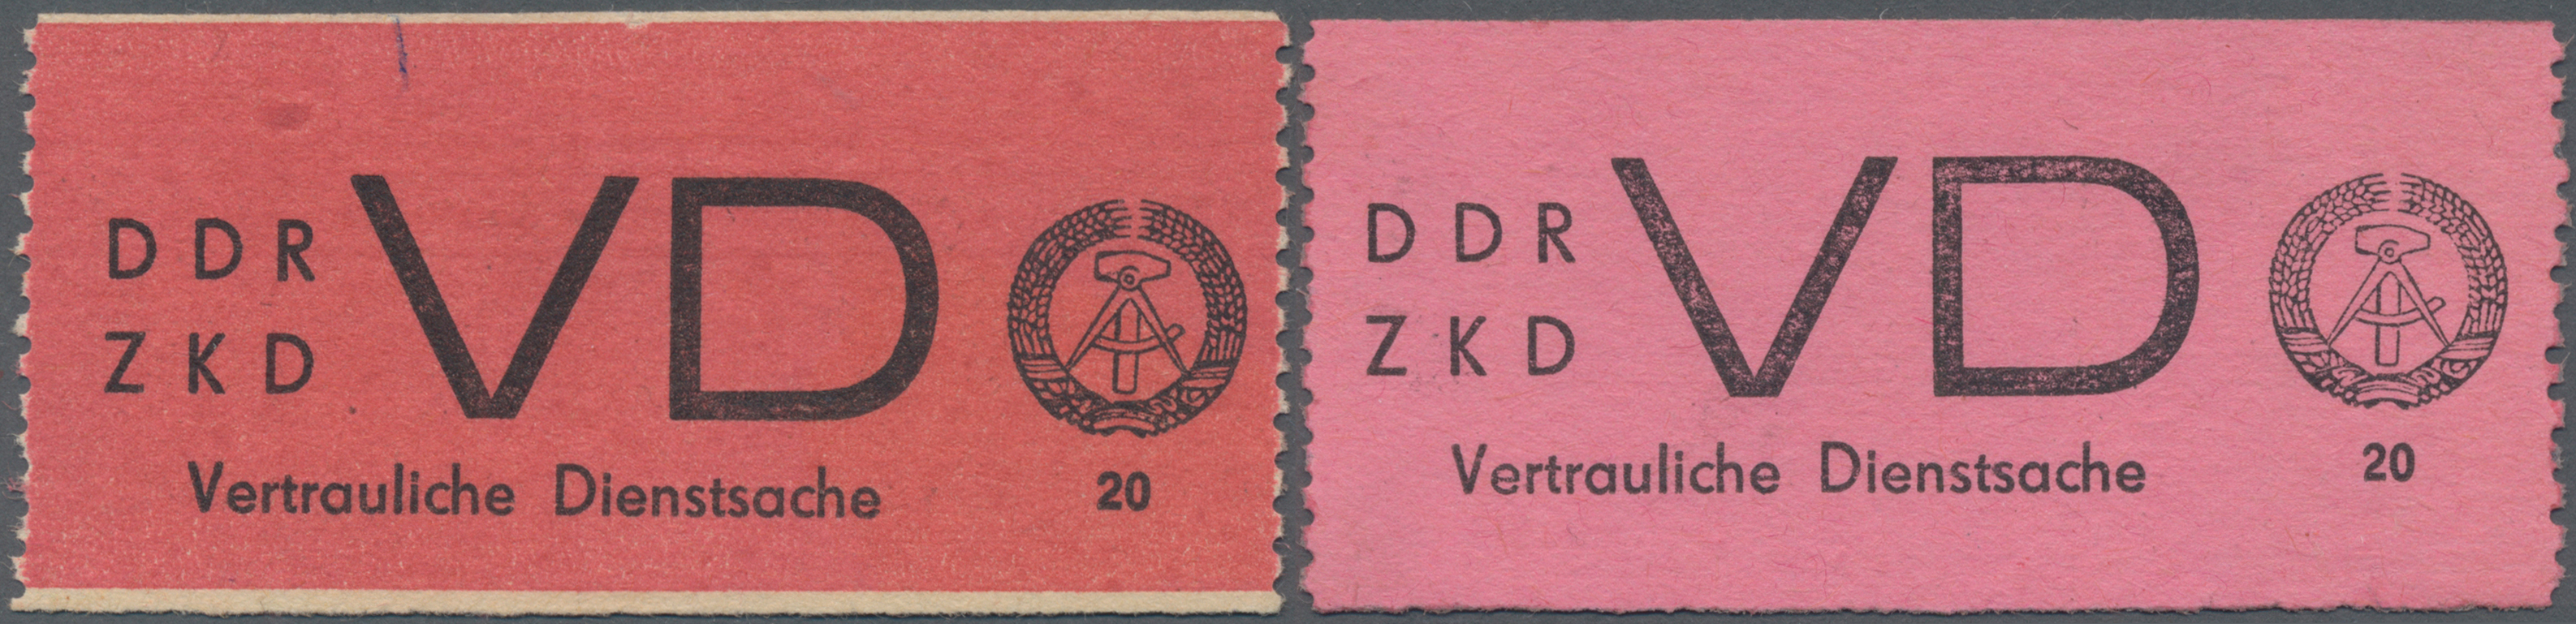 DDR
ZKD
VD
Vertrauliche Dienstsache
20
DDR
ZKD
VD
Vertrauliche Dienstsache
20